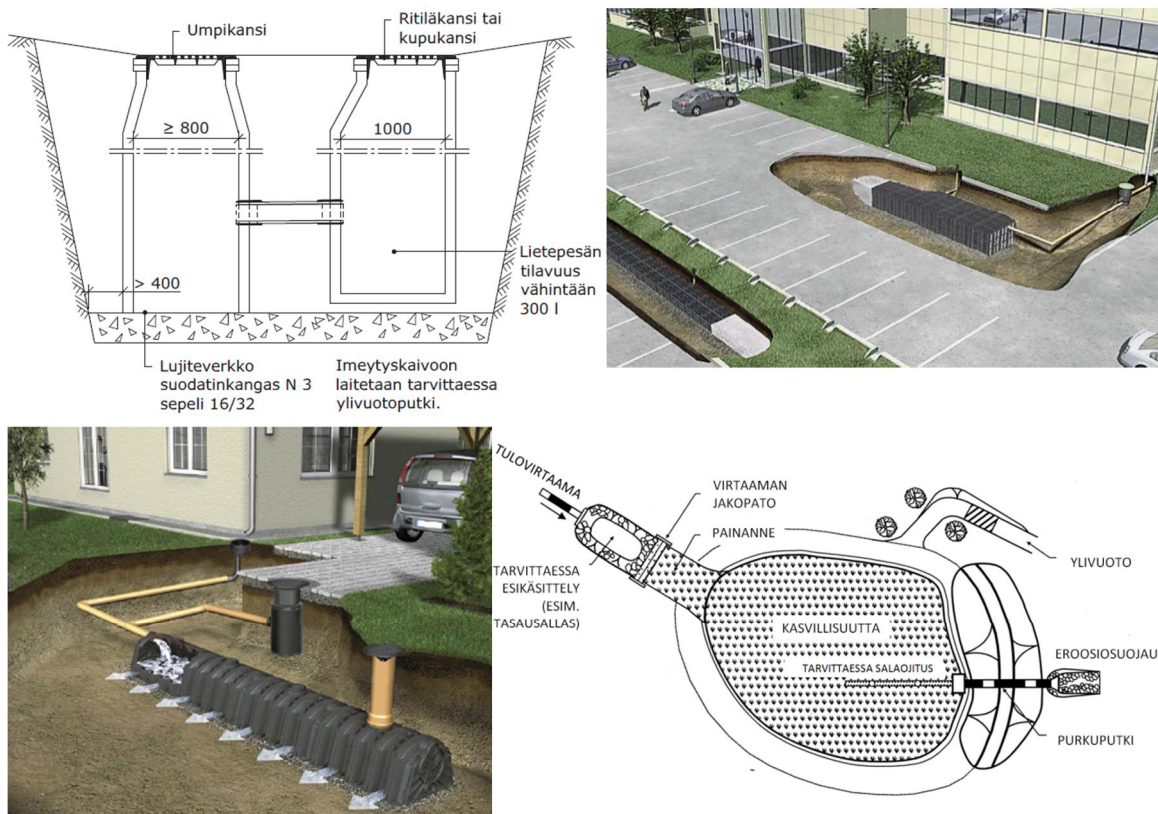 Umpikansi
Ritiläkansi tai
kupukansi
≥ 800
1000
> 400
Lietepesän
tilavuus
vähintään
300 l
Lujiteverkko
suodatinkangas N 3
sepeli 16/32
Imeytyskaivoon
laitetaan tarvittaessa
ylivuotoputki.
TULOVIRTAAMA
VIRTAAMAN
JAKOPATO
PAINANNE
TARVITTAESSA
ESIKÄSITTELY
(ESIM.
TASAUSALLAS)
YLIVUOTO
KASVILLISUUTTA
TARVITTAESSA SALAOJITUS
EROOSIOSUOJAU
PURKUPUTKI